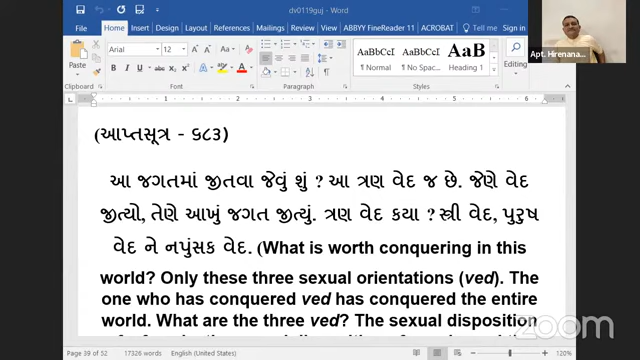 dv0119guj - Word
File Home Insert Design Layout References Mailings Review View ABBYY FineReader 11 ACROBAT Tell me Share
Apt. Hirenana...
Arial 12
Paste
AaBbCcI AaBbCcI AaBb
¶ Normal ¶ No Spac... Heading 1
Editing
Clipboard Font Paragraph Styles
(આપ્તસૂત્ર - ૬૮૩)
આ જગતમાં જીતવા જેવું શું ? આ ત્રણ વેદ જ છે. જેણે વેદ
જીત્યો, તેણે આખું જગત જીત્યું. ત્રણ વેદ કયા ? સ્ત્રી વેદ, પુરુષ
વેદ ને નપુંસક વેદ. (What is worth conquering in this
world? Only these three sexual orientations (ved). The
one who has conquered ved has conquered the entire
world. What are the three ved? The sexual disposition
zoom
Page 39 of 52 17326 words English (United States) 120%